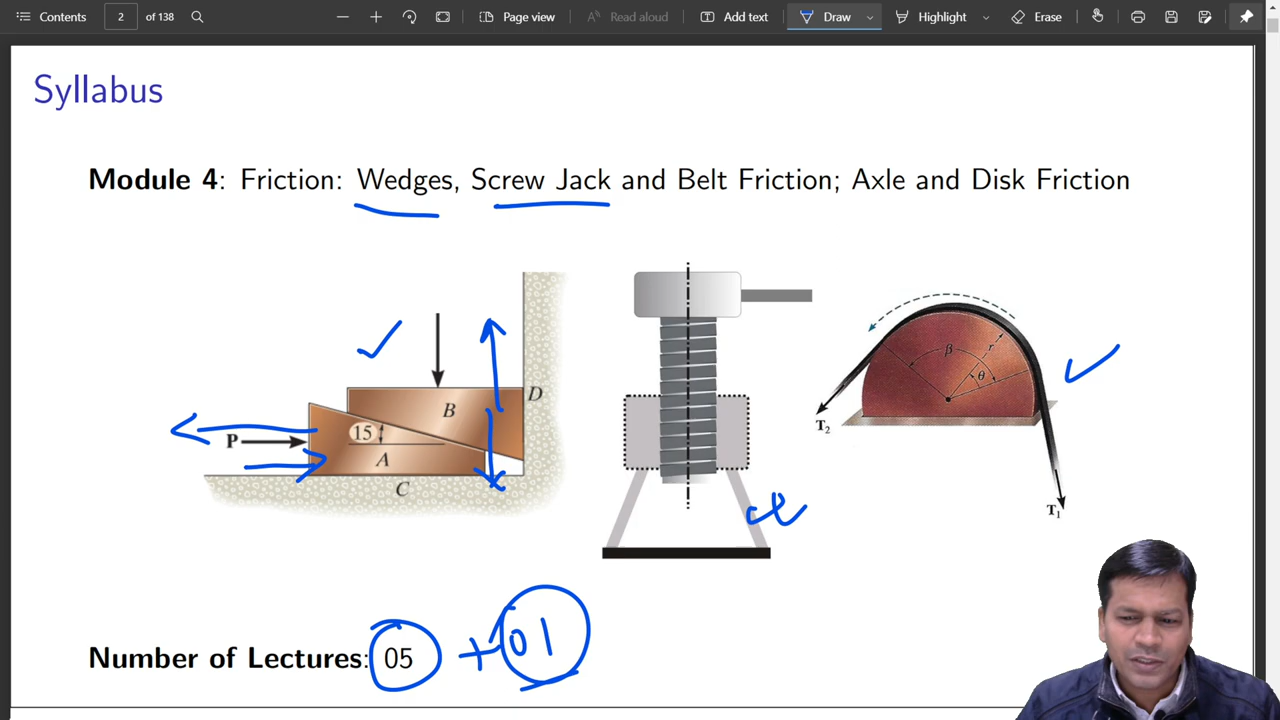 Contents 2 of 138 Page view Read aloud Add text Draw Highlight Erase
Syllabus
Module 4: Friction: Wedges, Screw Jack and Belt Friction; Axle and Disk Friction
D
B
15
P
A
C
β
r
θ
T2
T1
Number of Lectures: 05 + 01